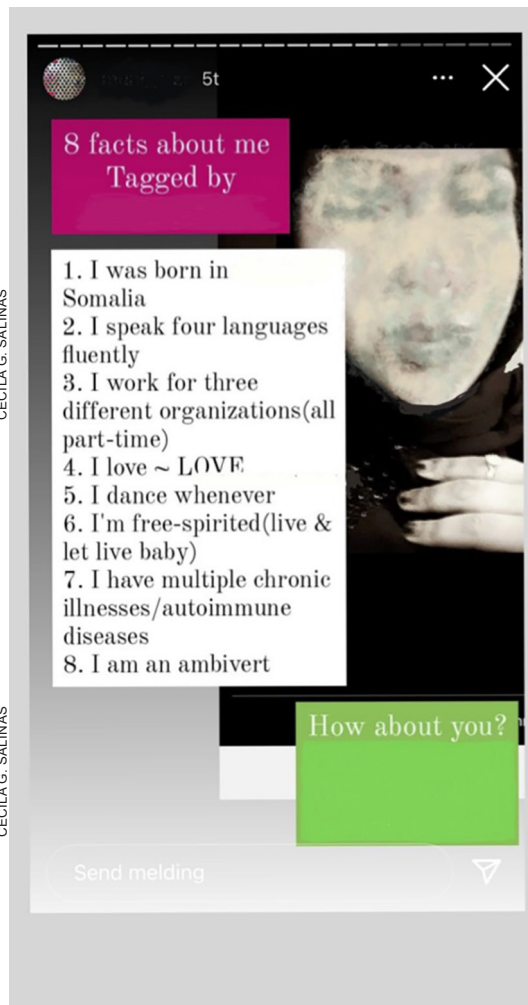 5t
8 facts about me
Tagged by
1. I was born in
Somalia
2. I speak four languages
fluently
3. I work for three
different organizations(all
part-time)
4. I love ~ LOVE
5. I dance whenever
6. I'm free-spirited(live &
let live baby)
7. I have multiple chronic
illnesses/autoimmune
diseases
8. I am an ambivert
How about you?
Send melding
CECILA G. SALINAS
CECILA G. SALINAS